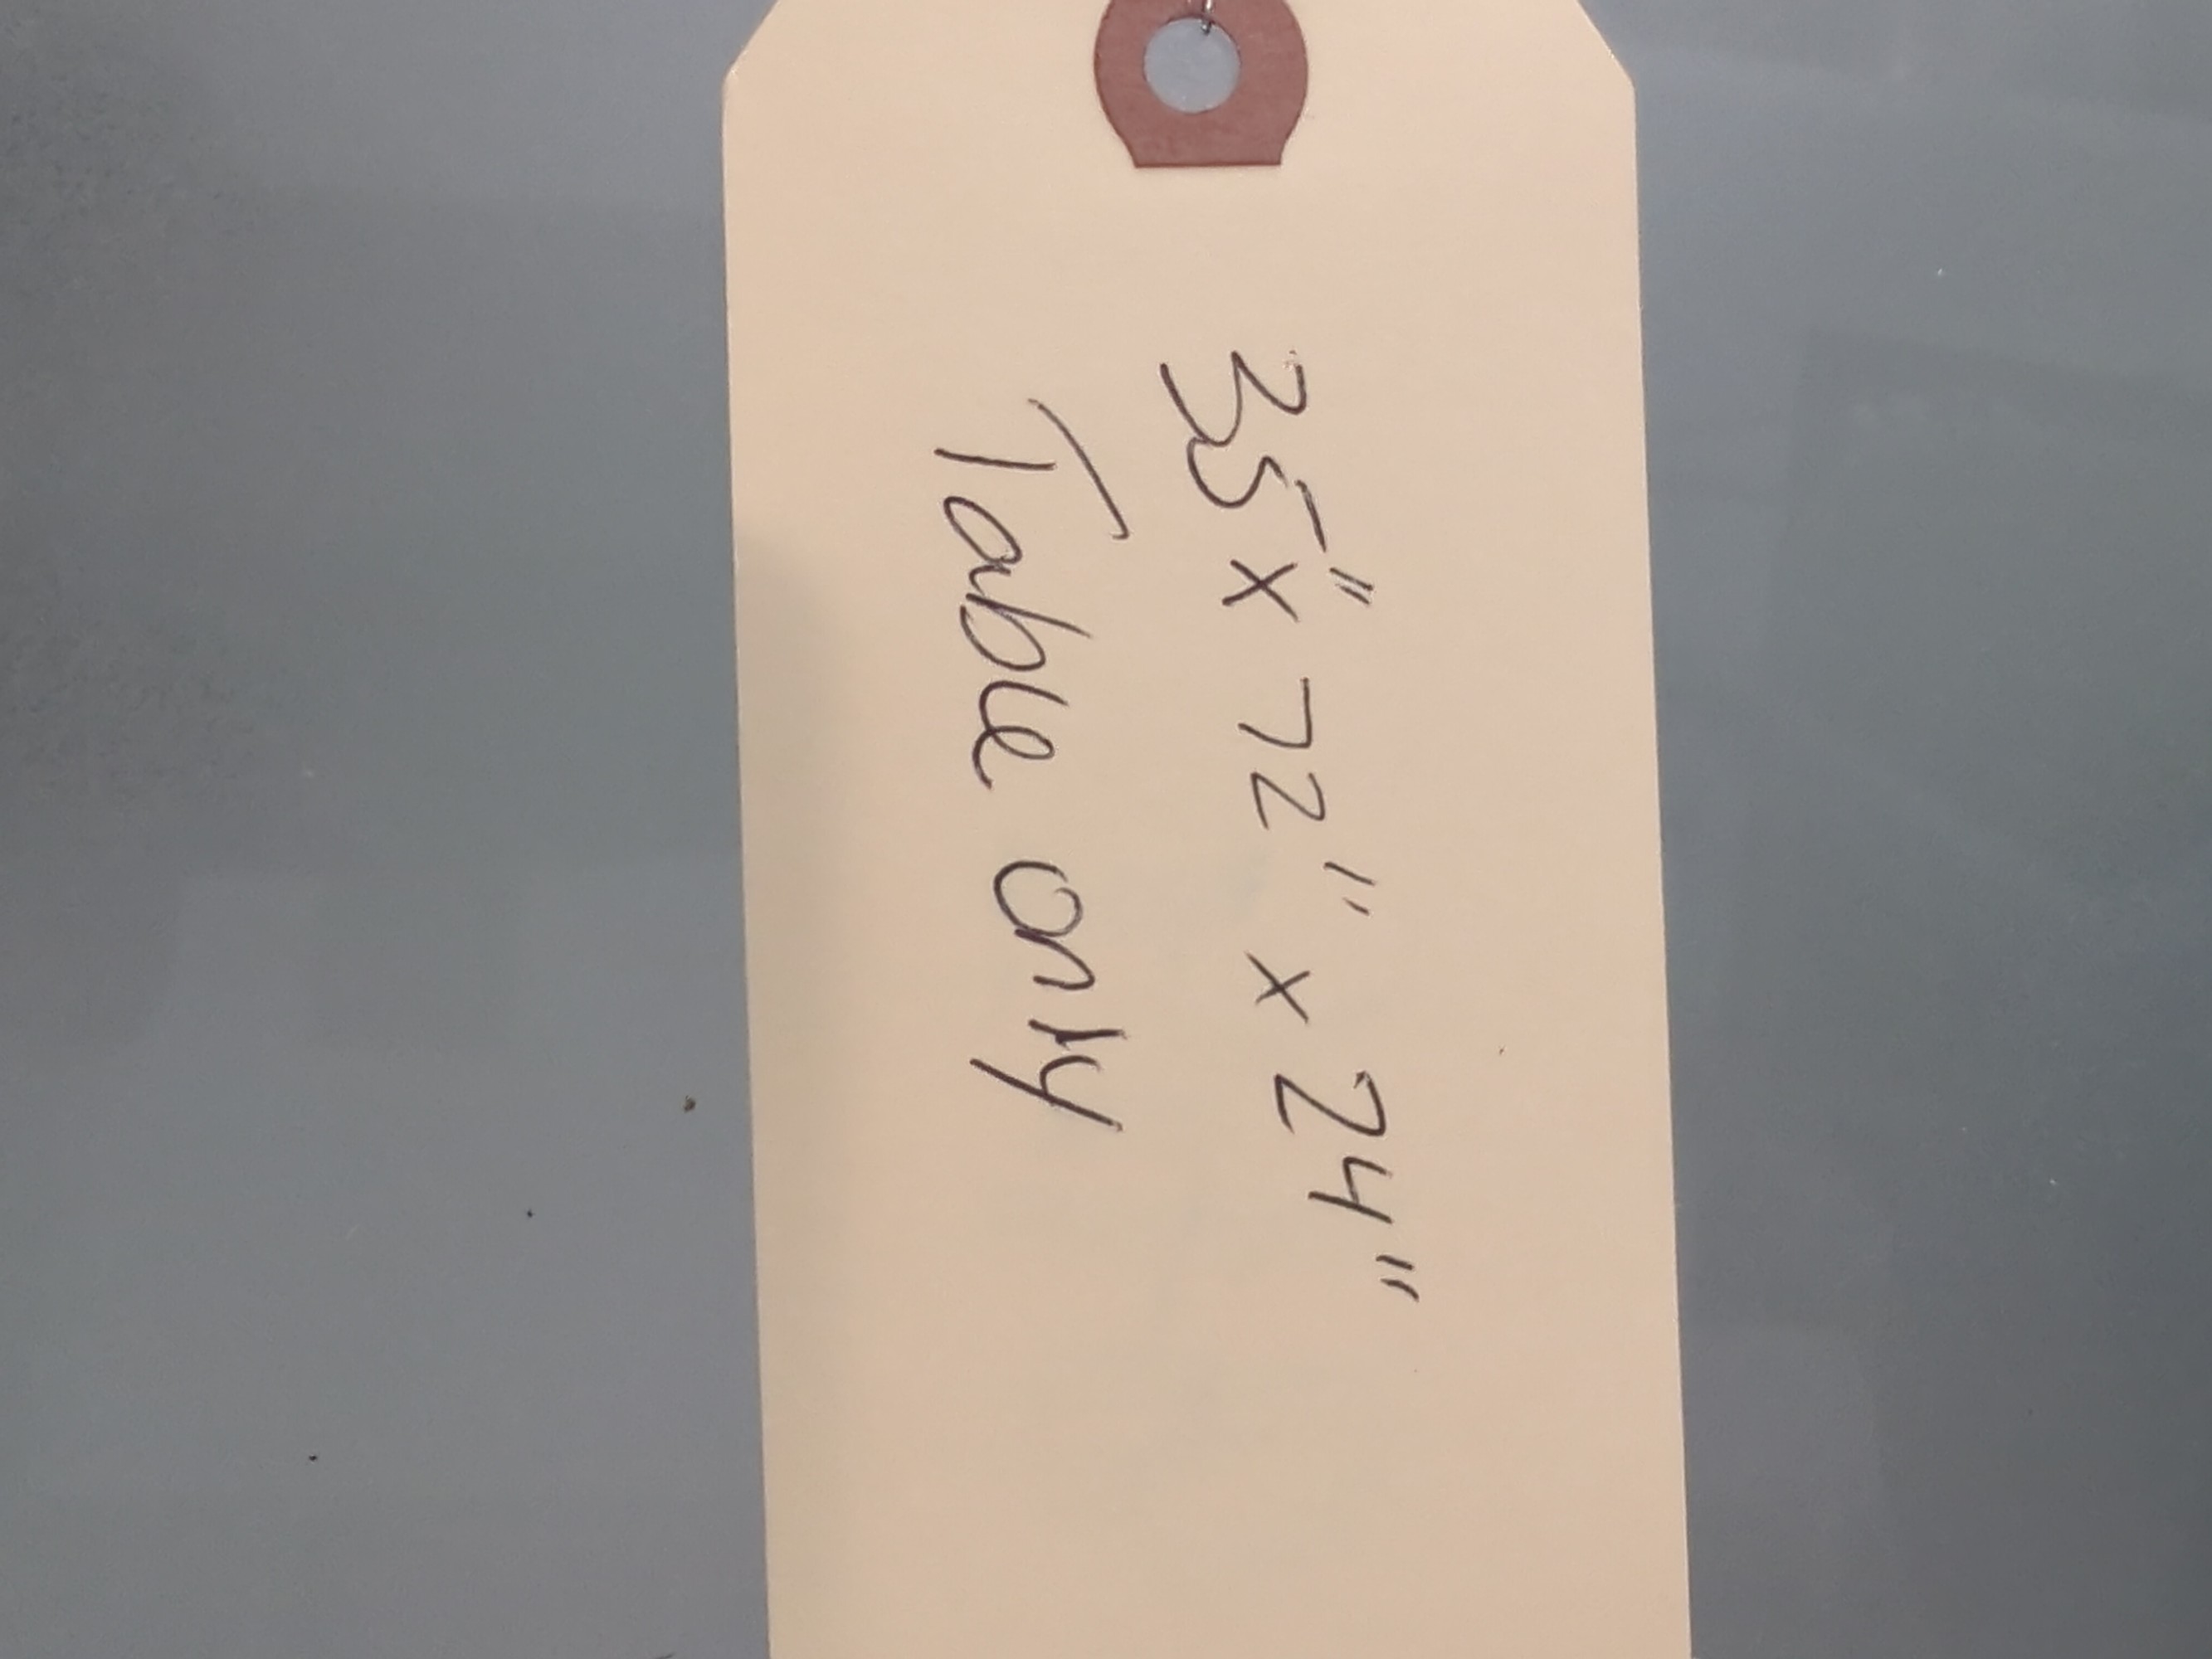 35" x 72" x 24"
Table only